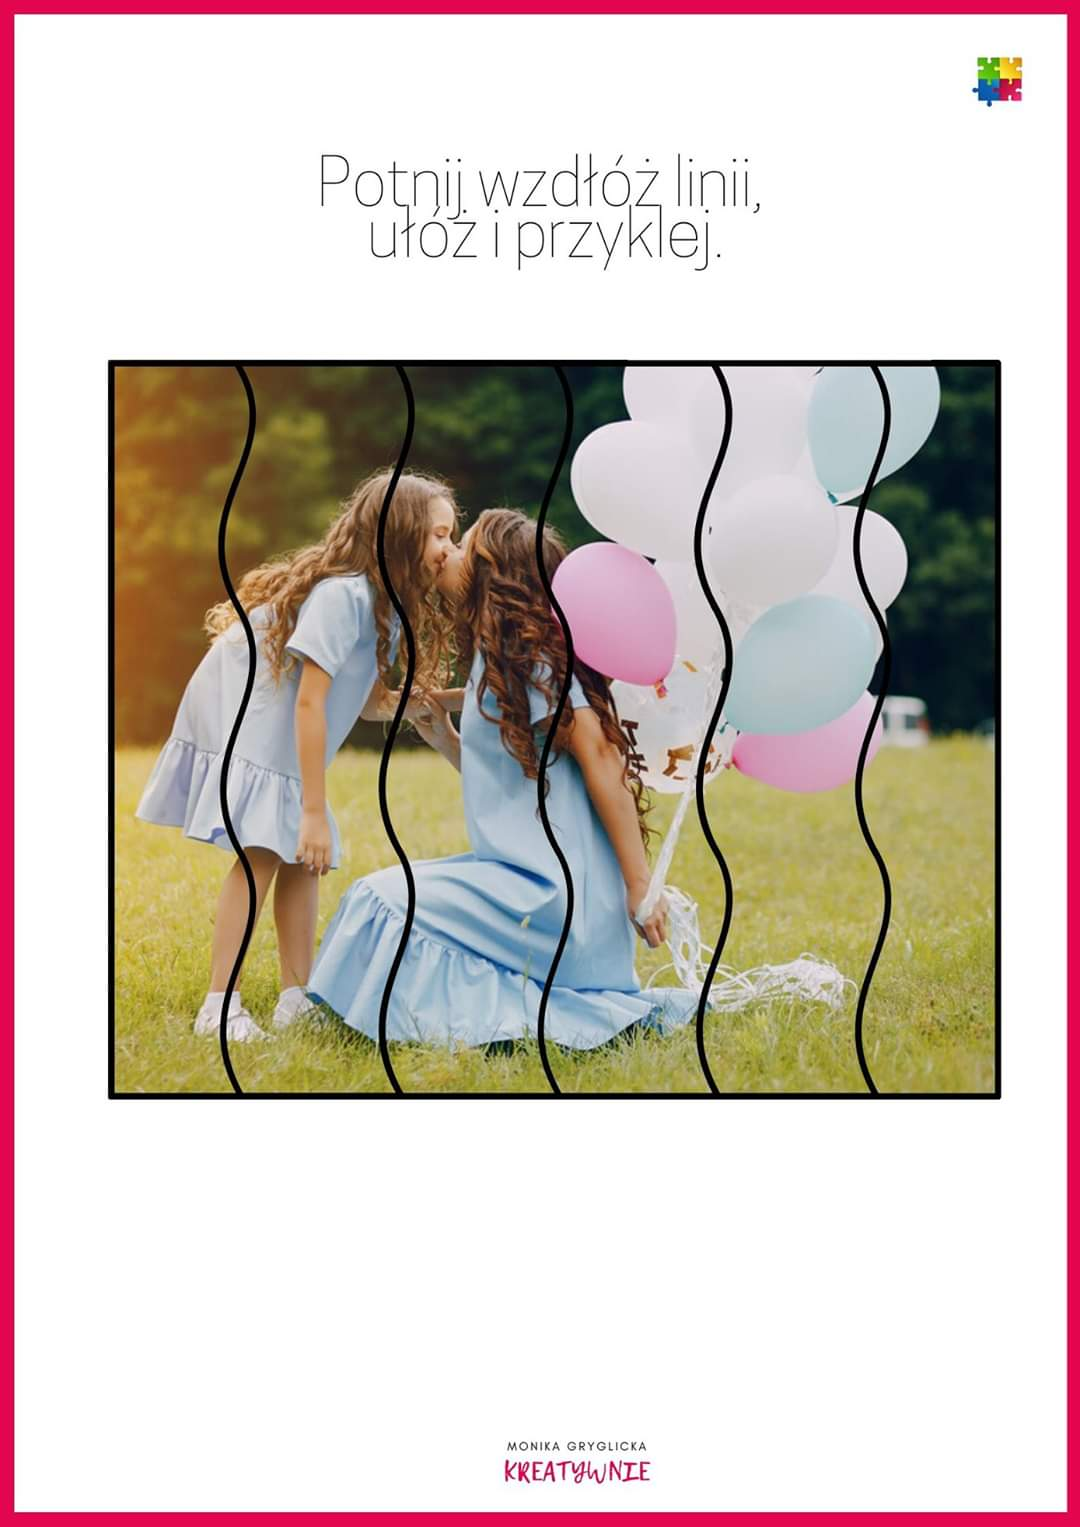 Potnij wzdłóż linii,
ułóż i przyklej.
MONIKA GRYGLICKA
KREATYWNIE